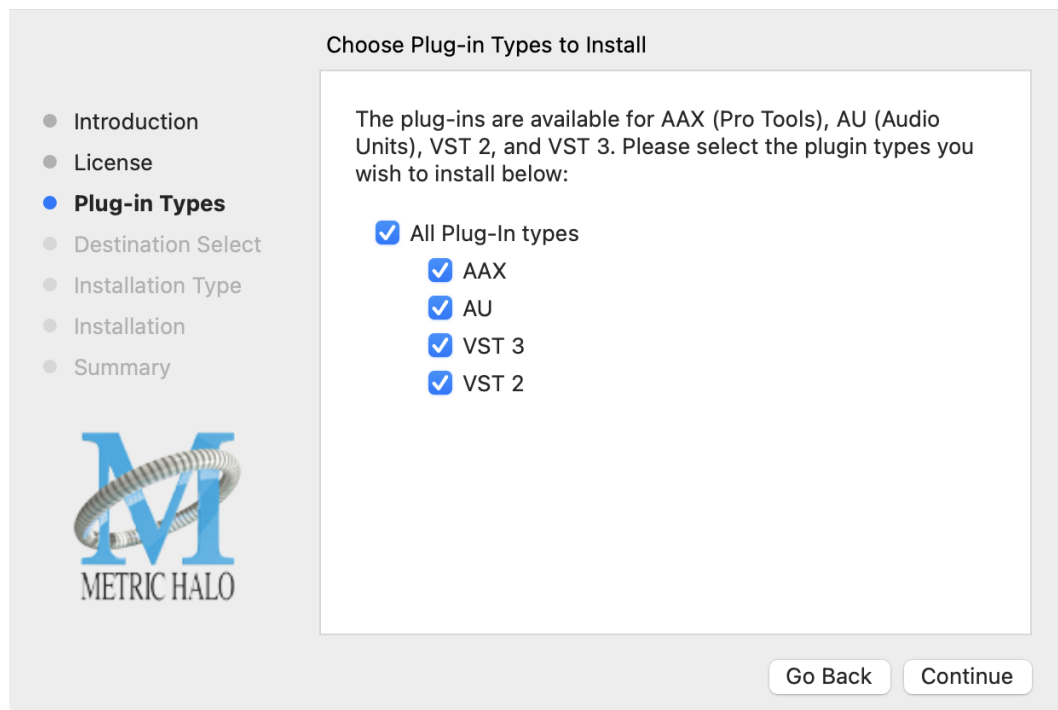 Choose Plug-in Types to Install
Introduction
License
Plug-in Types
Destination Select
Installation Type
Installation
Summary
METRIC HALO
The plug-ins are available for AAX (Pro Tools), AU (Audio
Units), VST 2, and VST 3. Please select the plugin types you
wish to install below:
All Plug-In types
AAX
AU
VST 3
VST 2
Go Back
Continue